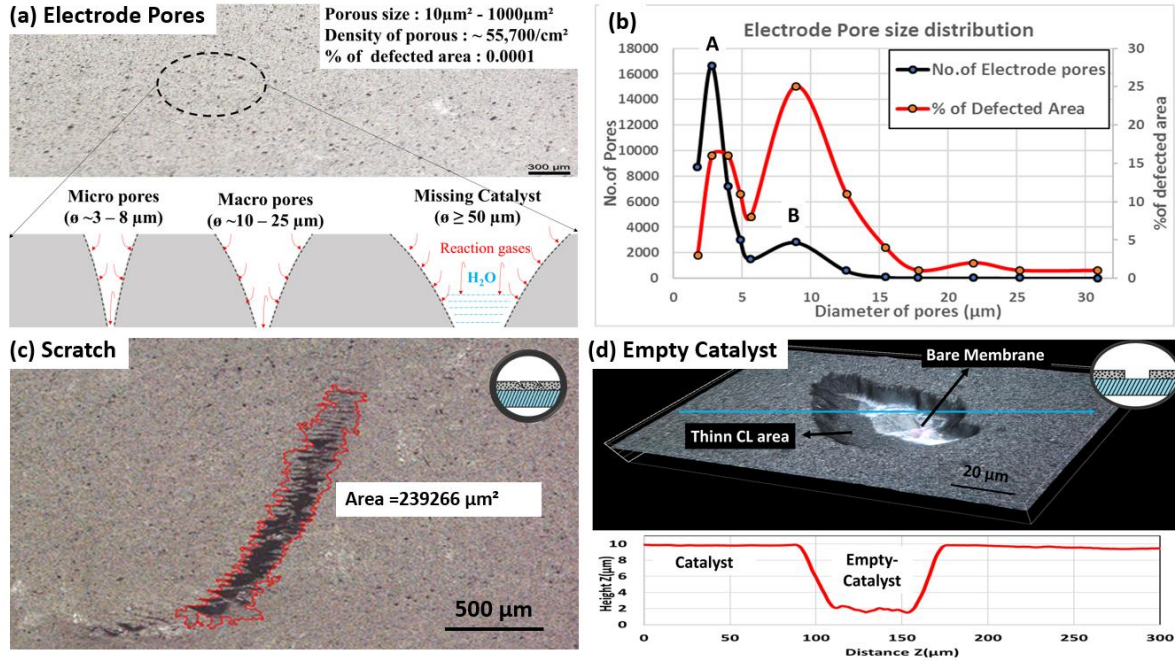 (a) Electrode Pores
Porous size : 10µm² - 1000µm²
Density of porous : ~ 55,700/cm²
% of defected area : 0.0001
300 µm
Micro pores
(ø ~3 – 8 µm)
Macro pores
(ø ~10 – 25 µm)
Missing Catalyst
(ø ≥ 50 µm)
Reaction gases
H₂O
(b)
Electrode Pore size distribution
A
B
No.of Electrode pores
% of Defected Area
No.of Pores
18000
16000
14000
12000
10000
8000
6000
4000
2000
0
30
25
20
15
10
5
0
%of defected area
0 5 10 15 20 25 30
Diameter of pores (µm)
(c) Scratch
Area =239266 µm²
500 µm
(d) Empty Catalyst
Bare Membrane
Thinn CL area
20 µm
Height Z(µm)
10
8
6
4
2
0
Catalyst
Empty-
Catalyst
0 50 100 150 200 250 300
Distance Z(µm)